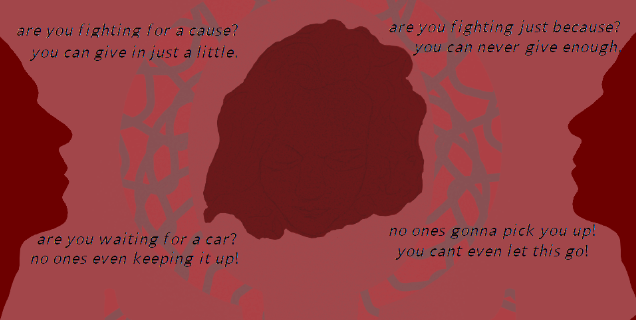 are you fighting for a cause?
you can give in just a little.
are you fighting just because?
you can never give enough.
are you waiting for a car?
no ones even keeping it up!
no ones gonna pick you up!
you cant even let this go!